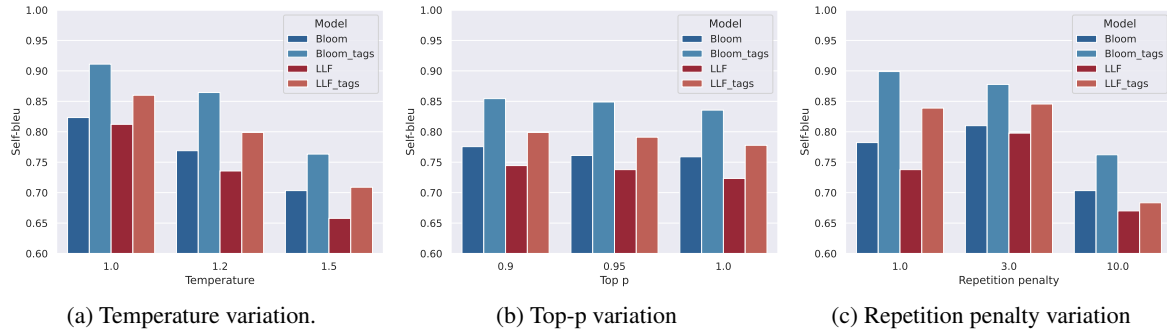 1.00
0.95
0.90
0.85
0.80
0.75
0.70
0.65
0.60
Self-bleu
Model
Bloom
Bloom_tags
LLF
LLF_tags
1.0 1.2 1.5
Temperature
(a) Temperature variation.
1.00
0.95
0.90
0.85
0.80
0.75
0.70
0.65
0.60
Self-bleu
Model
Bloom
Bloom_tags
LLF
LLF_tags
0.9 0.95 1.0
Top p
(b) Top-p variation
1.00
0.95
0.90
0.85
0.80
0.75
0.70
0.65
0.60
Self-bleu
Model
Bloom
Bloom_tags
LLF
LLF_tags
1.0 3.0 10.0
Repetition penalty
(c) Repetition penalty variation